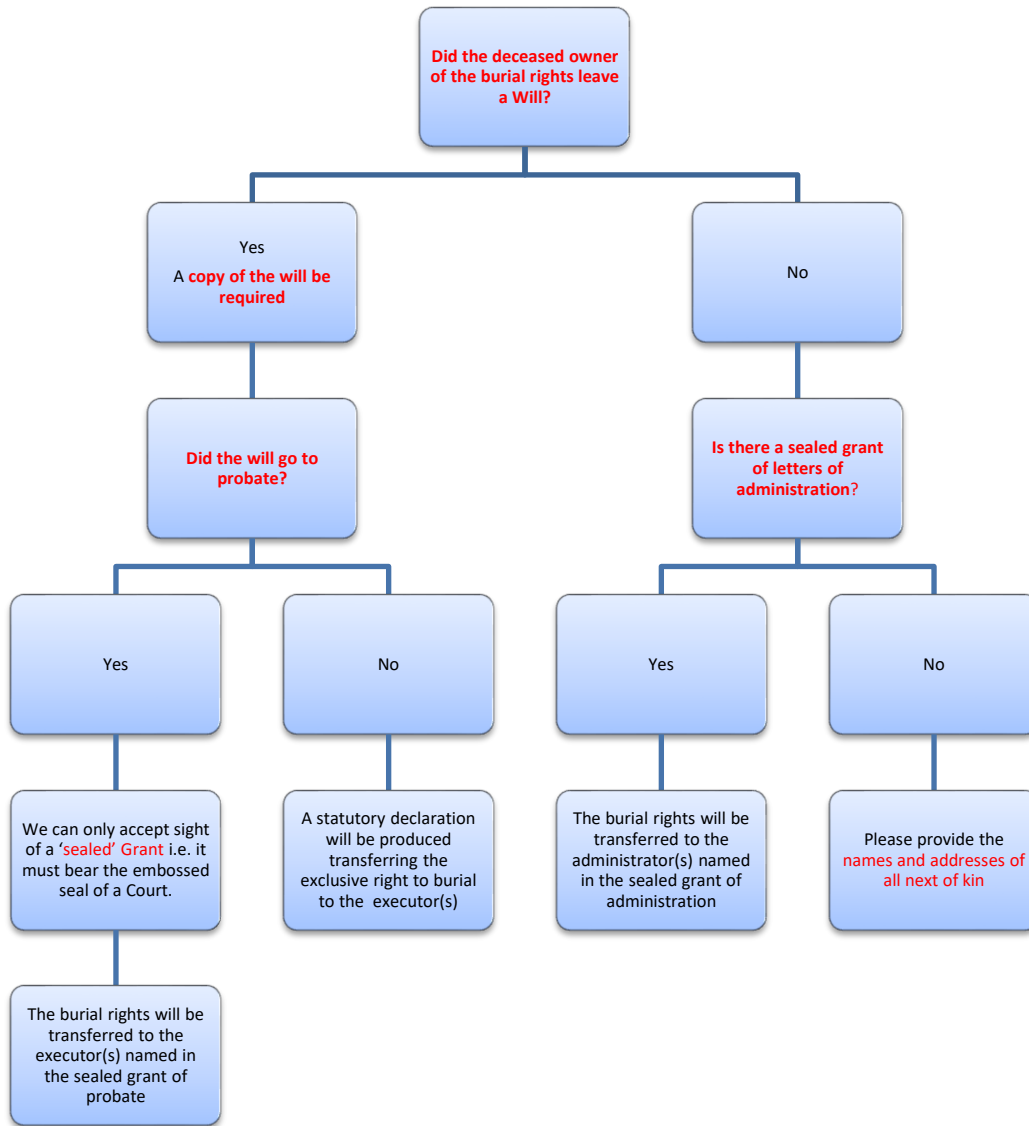 Did the deceased owner
of the burial rights leave
a Will?
Yes
A copy of the will be
required
No
Did the will go to
probate?
Is there a sealed grant
of letters of
administration?
Yes
No
Yes
No
We can only accept sight
of a ‘sealed’ Grant i.e. it
must bear the embossed
seal of a Court.
A statutory declaration
will be produced
transferring the
exclusive right to burial
to the executor(s)
The burial rights will be
transferred to the
administrator(s) named
in the sealed grant of
administration
Please provide the
names and addresses of
all next of kin
The burial rights will be
transferred to the
executor(s) named in
the sealed grant of
probate